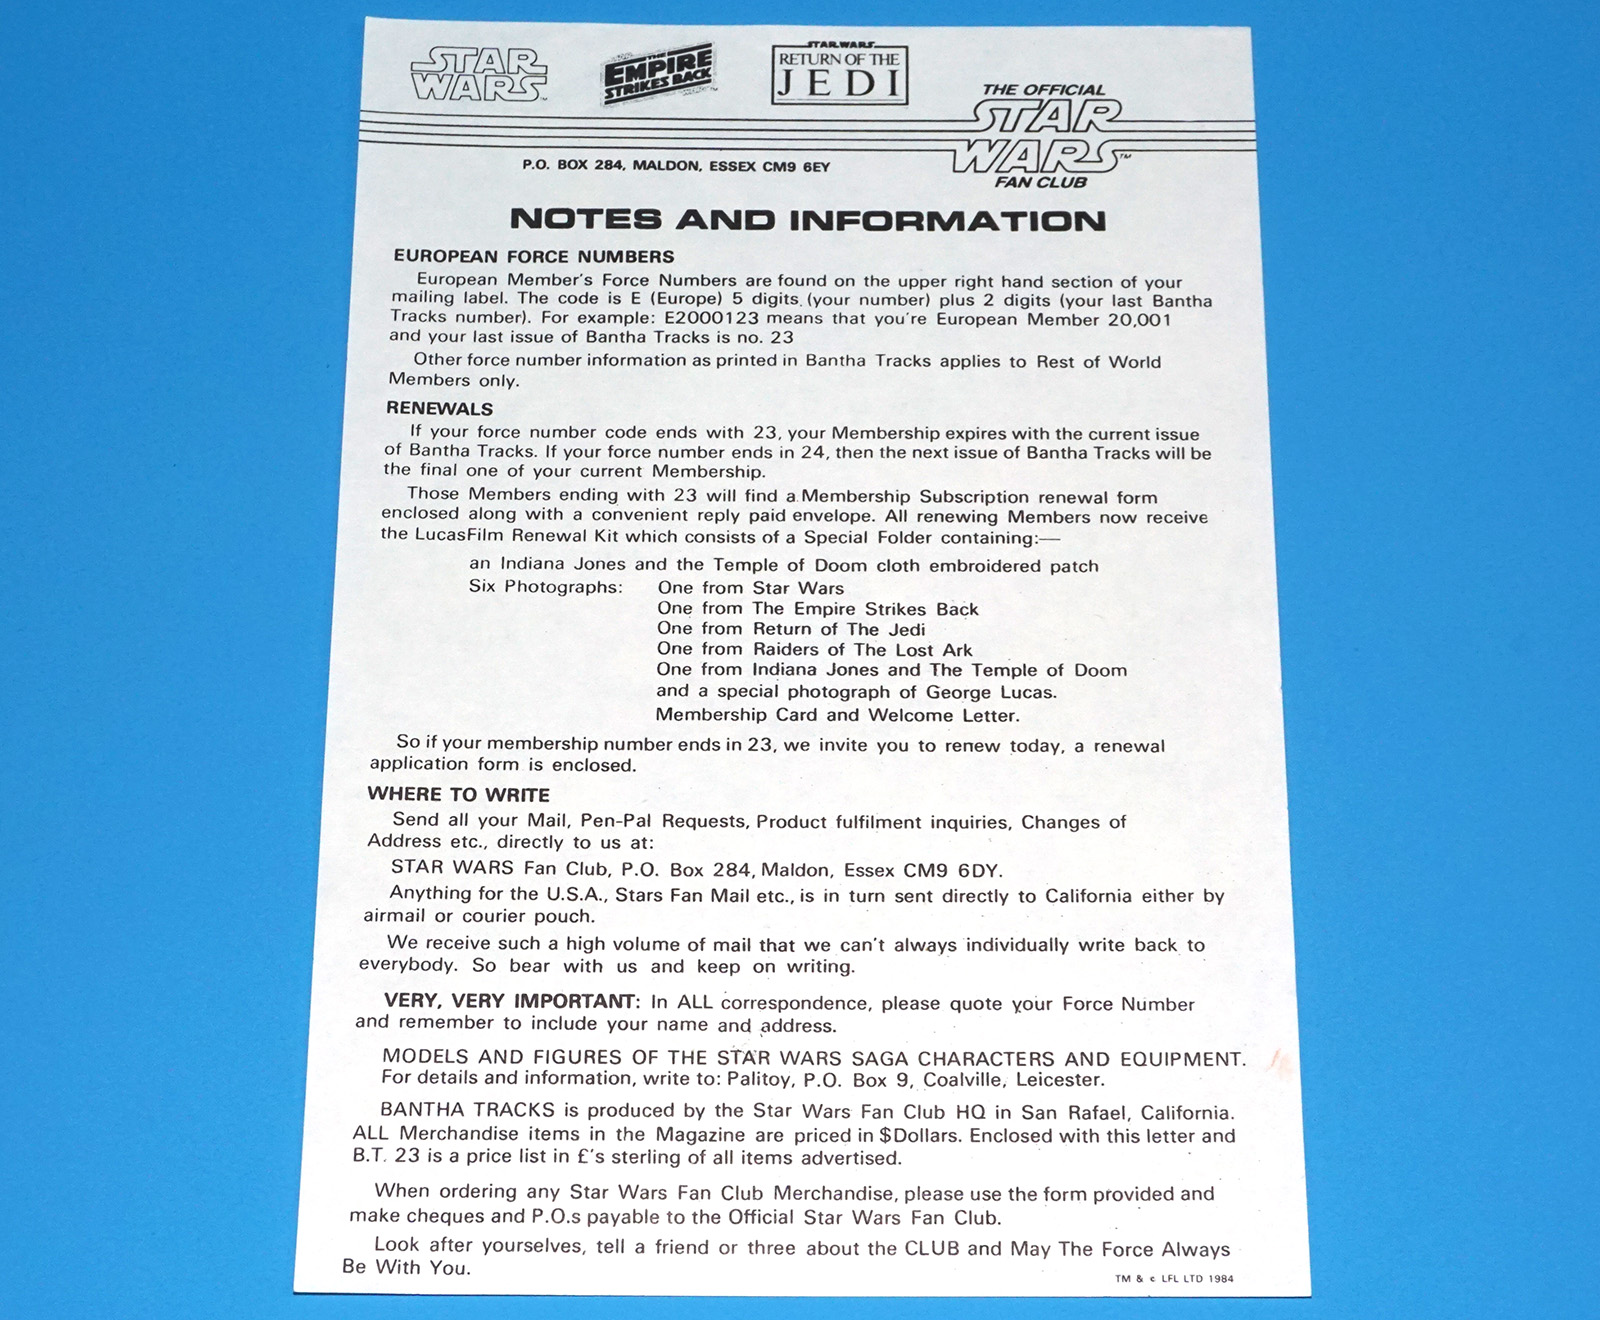 STAR
WARS™
THE
EMPIRE
STRIKES BACK
STAR WARS
RETURN OF THE
JEDI
THE OFFICIAL
STAR
WARS™
FAN CLUB
P.O. BOX 284, MALDON, ESSEX CM9 6EY
NOTES AND INFORMATION
EUROPEAN FORCE NUMBERS
European Member's Force Numbers are found on the upper right hand section of your
mailing label. The code is E (Europe) 5 digits. (your number) plus 2 digits (your last Bantha
Tracks number). For example: E2000123 means that you're European Member 20,001
and your last issue of Bantha Tracks is no. 23
Other force number information as printed in Bantha Tracks applies to Rest of World
Members only.
RENEWALS
If your force number code ends with 23, your Membership expires with the current issue
of Bantha Tracks. If your force number ends in 24, then the next issue of Bantha Tracks will be
the final one of your current Membership.
Those Members ending with 23 will find a Membership Subscription renewal form
enclosed along with a convenient reply paid envelope. All renewing Members now receive
the LucasFilm Renewal Kit which consists of a Special Folder containing:—
an Indiana Jones and the Temple of Doom cloth embroidered patch
Six Photographs: One from Star Wars
One from The Empire Strikes Back
One from Return of The Jedi
One from Raiders of The Lost Ark
One from Indiana Jones and The Temple of Doom
and a special photograph of George Lucas.
Membership Card and Welcome Letter.
So if your membership number ends in 23, we invite you to renew today, a renewal
application form is enclosed.
WHERE TO WRITE
Send all your Mail, Pen-Pal Requests, Product fulfilment inquiries, Changes of
Address etc., directly to us at:
STAR WARS Fan Club, P.O. Box 284, Maldon, Essex CM9 6DY.
Anything for the U.S.A., Stars Fan Mail etc., is in turn sent directly to California either by
airmail or courier pouch.
We receive such a high volume of mail that we can't always individually write back to
everybody. So bear with us and keep on writing.
VERY, VERY IMPORTANT: In ALL correspondence, please quote your Force Number
and remember to include your name and address.
MODELS AND FIGURES OF THE STAR WARS SAGA CHARACTERS AND EQUIPMENT.
For details and information, write to: Palitoy, P.O. Box 9, Coalville, Leicester.
BANTHA TRACKS is produced by the Star Wars Fan Club HQ in San Rafael, California.
ALL Merchandise items in the Magazine are priced in $Dollars. Enclosed with this letter and
B.T. 23 is a price list in £'s sterling of all items advertised.
When ordering any Star Wars Fan Club Merchandise, please use the form provided and
make cheques and P.O.s payable to the Official Star Wars Fan Club.
Look after yourselves, tell a friend or three about the CLUB and May The Force Always
Be With You.
TM & c LFL LTD 1984